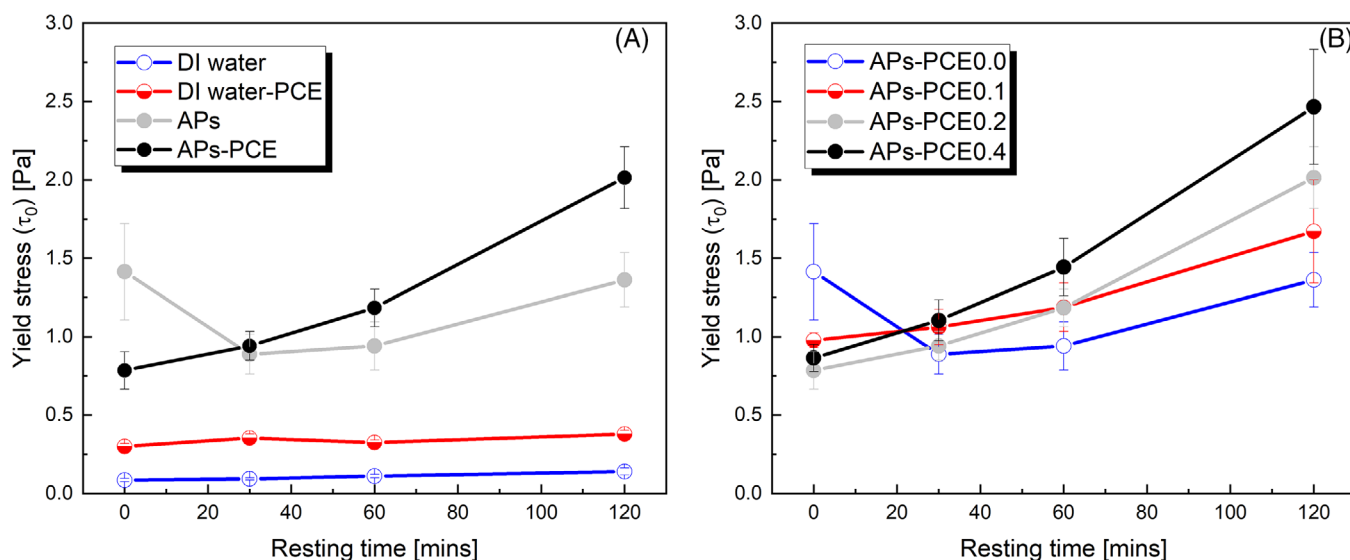 (A)
DI water
DI water-PCE
APs
APs-PCE
Yield stress (τ0) [Pa]
3.0
2.5
2.0
1.5
1.0
0.5
0.0
0 20 40 60 80 100 120
Resting time [mins]
(B)
APs-PCE0.0
APs-PCE0.1
APs-PCE0.2
APs-PCE0.4
Yield stress (τ0) [Pa]
3.0
2.5
2.0
1.5
1.0
0.5
0.0
0 20 40 60 80 100 120
Resting time [mins]